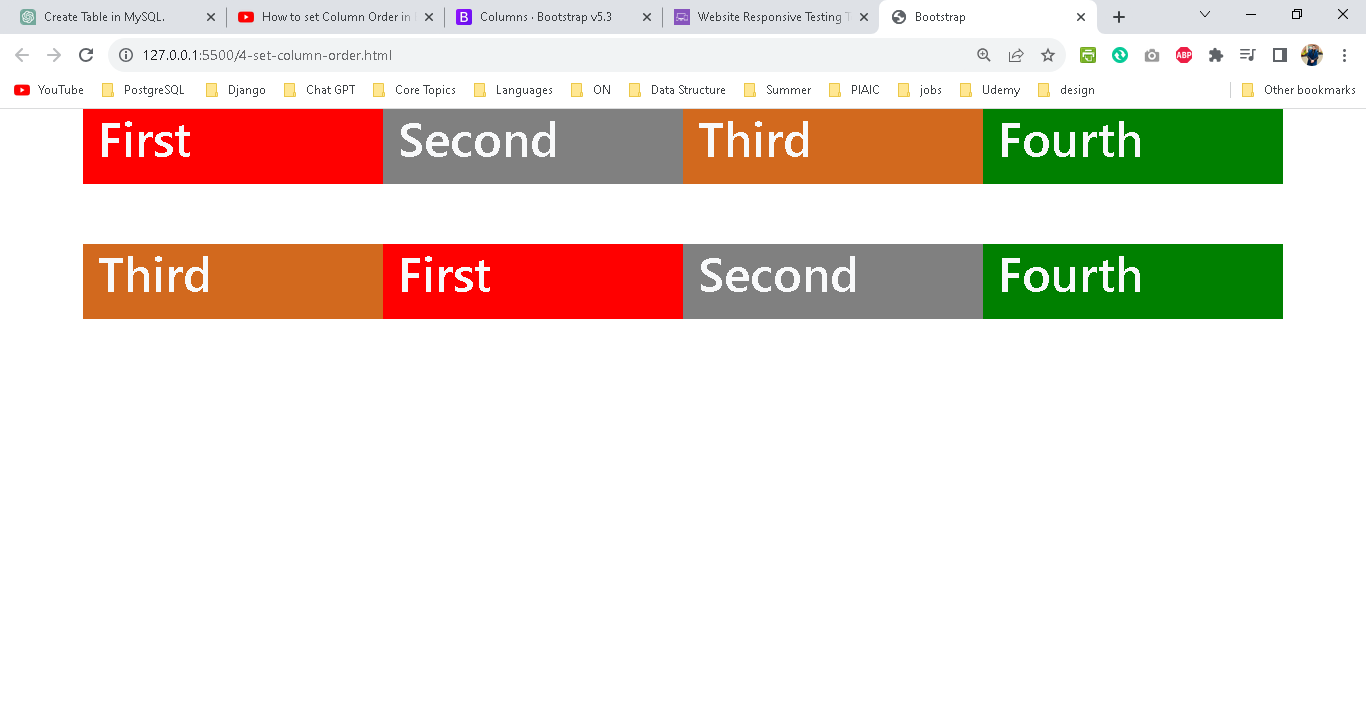 Create Table in MySQL. How to set Column Order in Columns · Bootstrap v5.3 Website Responsive Testing Bootstrap
127.0.0.1:5500/4-set-column-order.html ABP
YouTube PostgreSQL Django Chat GPT Core Topics Languages ON Data Structure Summer PIAIC jobs Udemy design Other bookmarks
First Second Third Fourth
Third First Second Fourth